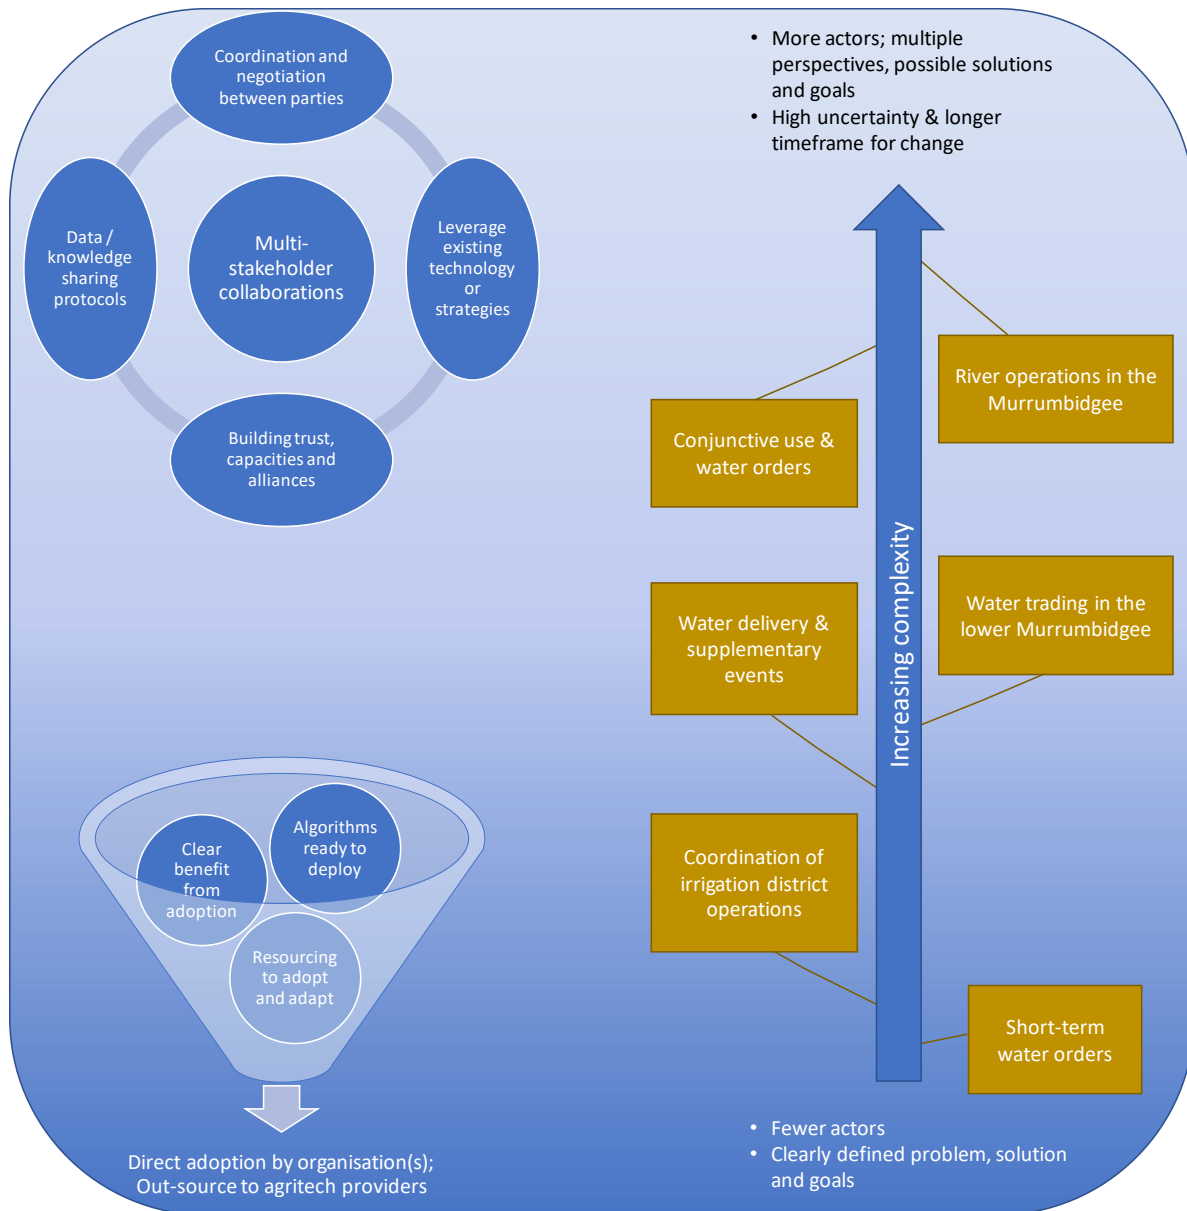 Coordination and
negotiation
between parties
Data /
knowledge
sharing
protocols
Multi-
stakeholder
collaborations
Leverage
existing
technology
or
strategies
Building trust,
capacities and
alliances
• More actors; multiple
perspectives, possible solutions
and goals
• High uncertainty & longer
timeframe for change
River operations in the
Murrumbidgee
Conjunctive use &
water orders
Increasing complexity
Water trading in the
lower Murrumbidgee
Water delivery &
supplementary
events
Coordination of
irrigation district
operations
Short-term
water orders
Algorithms
ready to
deploy
Clear
benefit
from
adoption
Resourcing
to adopt
and adapt
Direct adoption by organisation(s);
Out-source to agritech providers
• Fewer actors
• Clearly defined problem, solution
and goals